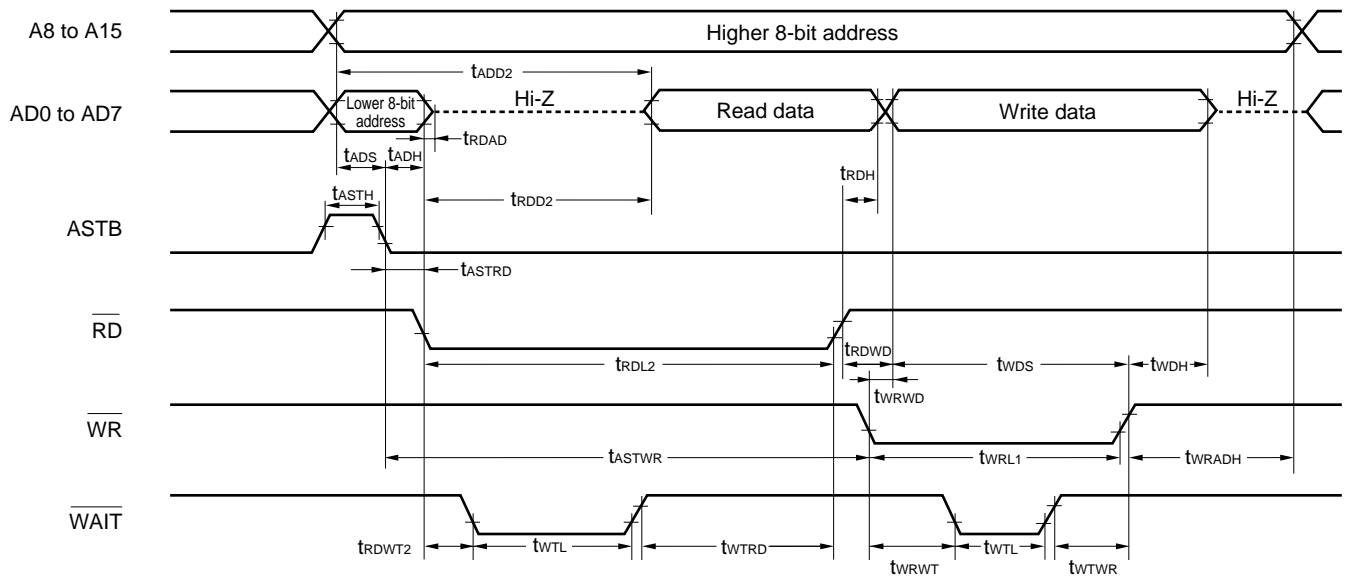 A8 to A15
Higher 8-bit address
tADD2
AD0 to AD7
Lower 8-bit
address
Hi-Z
Read data
Write data
Hi-Z
tRDAD
tADS
tADH
tRDH
tASTH
tRDD2
ASTB
tASTRD
RD
tRDL2
tRDWD
tWDS
tWDH
tWRWD
WR
tASTWR
tWRL1
tWRADH
WAIT
tRDWT2
tWTL
tWTRD
tWRWT
tWTL
tWTWR